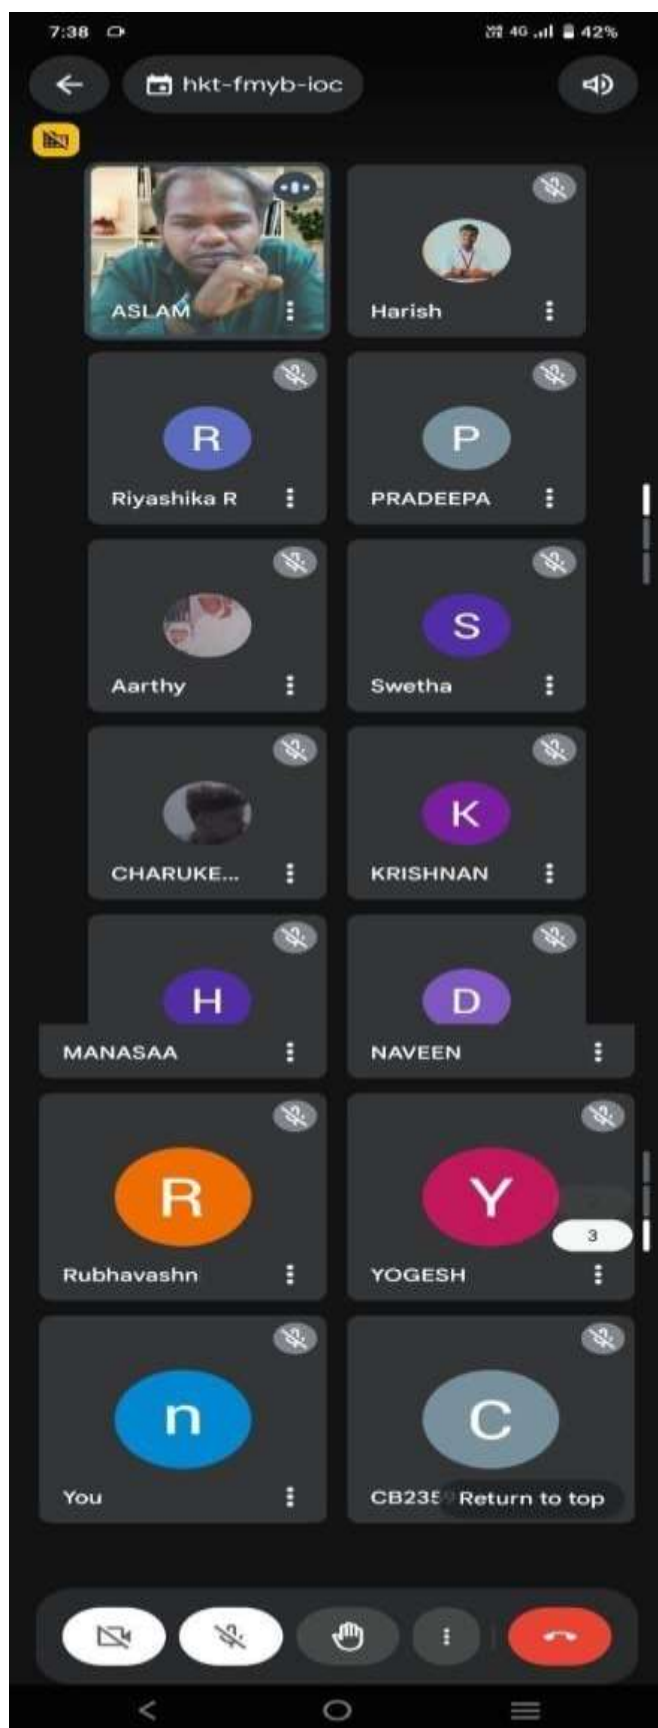 7:38 4G 42%
hkt-fmyb-ioc
ASLAM Harish
R P
Riyashika R PRADEEPA
S
Aarthy Swetha
K
CHARUKE... KRISHNAN
H D
MANASAA NAVEEN
R Y
3
Rubhavashn YOGESH
n C
You CB235 Return to top